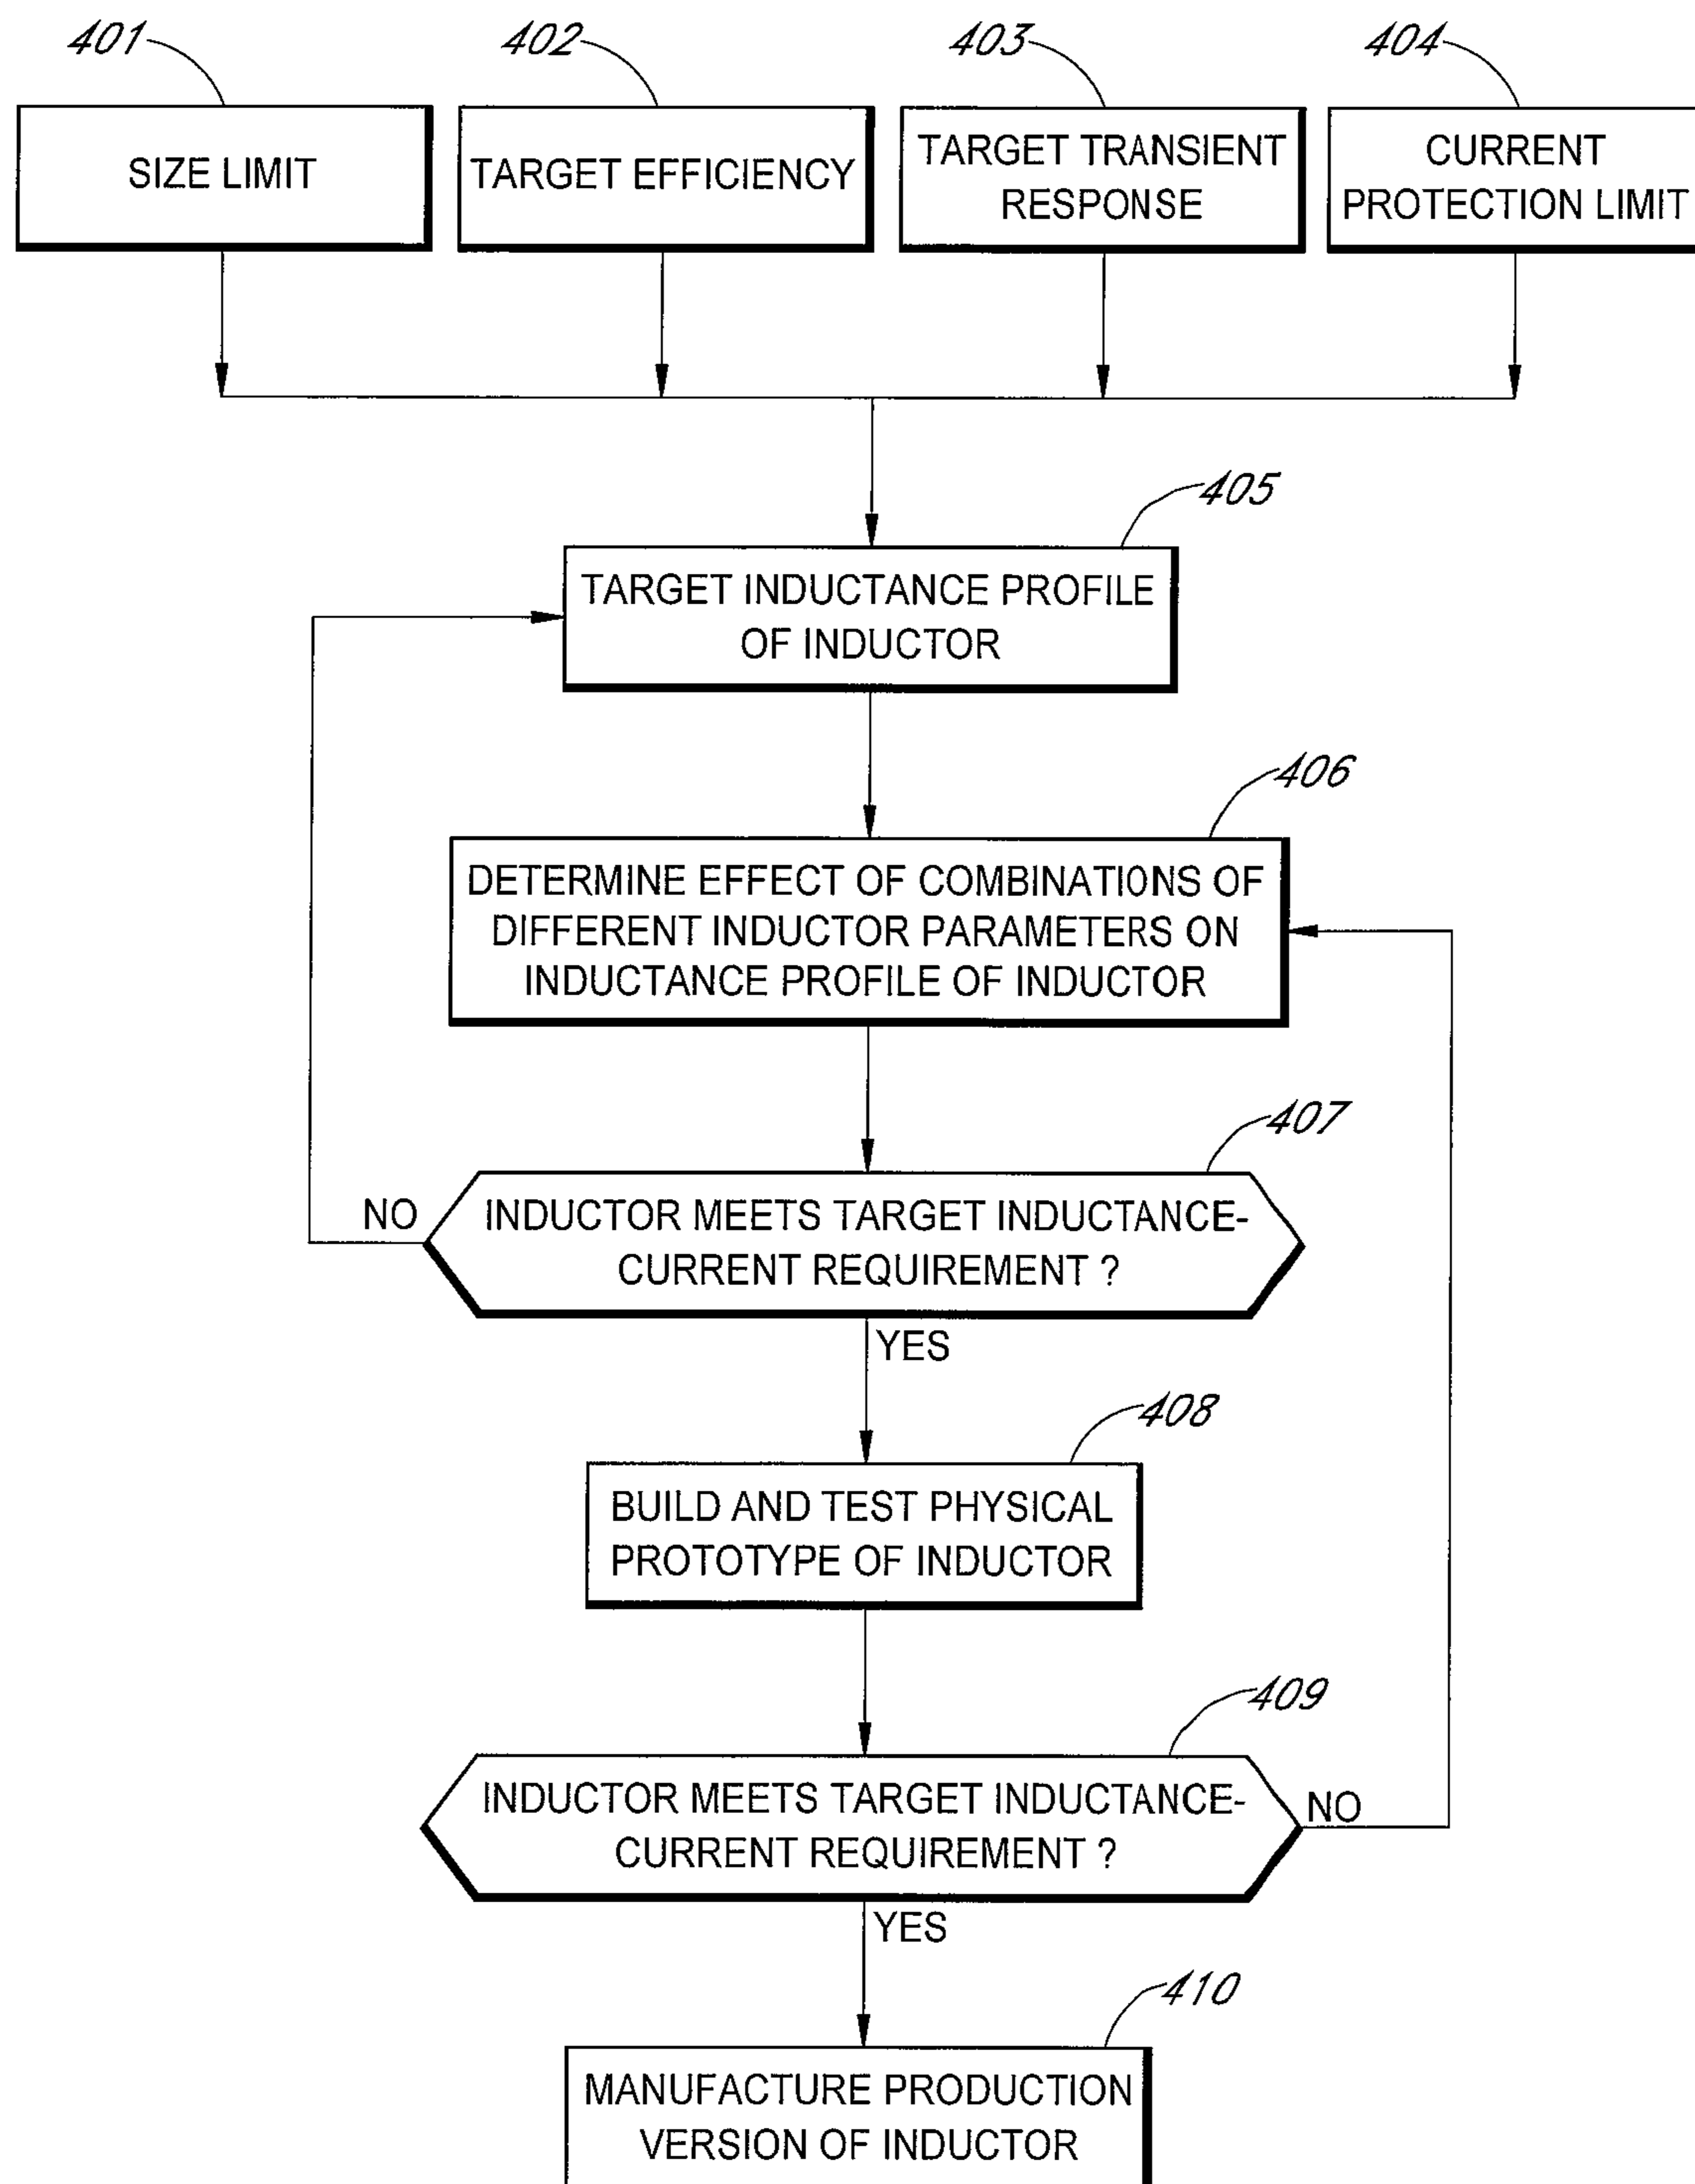 401
402
403
404
SIZE LIMIT
TARGET EFFICIENCY
TARGET TRANSIENT
RESPONSE
CURRENT
PROTECTION LIMIT
405
TARGET INDUCTANCE PROFILE
OF INDUCTOR
406
DETERMINE EFFECT OF COMBINATIONS OF
DIFFERENT INDUCTOR PARAMETERS ON
INDUCTANCE PROFILE OF INDUCTOR
407
NO
INDUCTOR MEETS TARGET INDUCTANCE-
CURRENT REQUIREMENT ?
YES
408
BUILD AND TEST PHYSICAL
PROTOTYPE OF INDUCTOR
409
INDUCTOR MEETS TARGET INDUCTANCE-
CURRENT REQUIREMENT ?
NO
YES
410
MANUFACTURE PRODUCTION
VERSION OF INDUCTOR